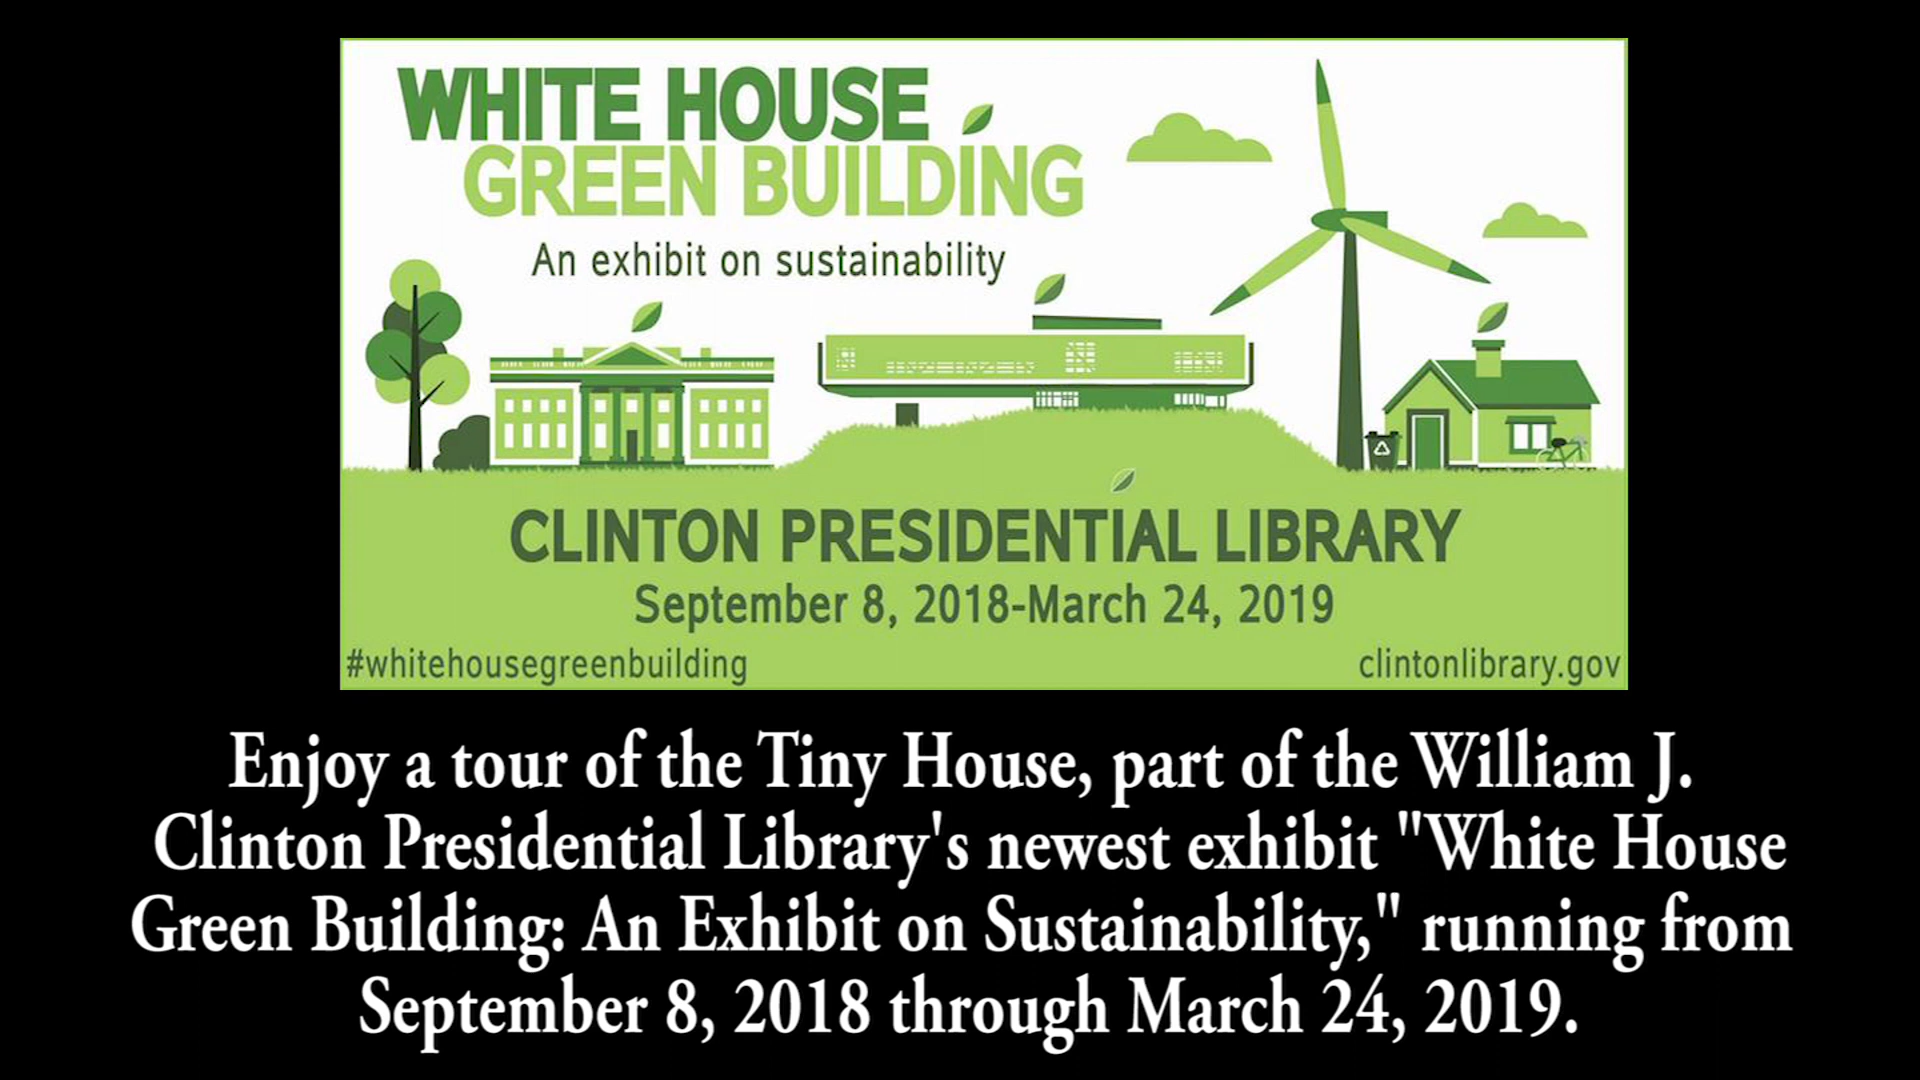 WHITE HOUSE
GREEN BUILDING
An exhibit on sustainability
CLINTON PRESIDENTIAL LIBRARY
September 8, 2018-March 24, 2019
#whitehousegreenbuilding
clintonlibrary.gov
Enjoy a tour of the Tiny House, part of the William J.
Clinton Presidential Library's newest exhibit "White House
Green Building: An Exhibit on Sustainability," running from
September 8, 2018 through March 24, 2019.